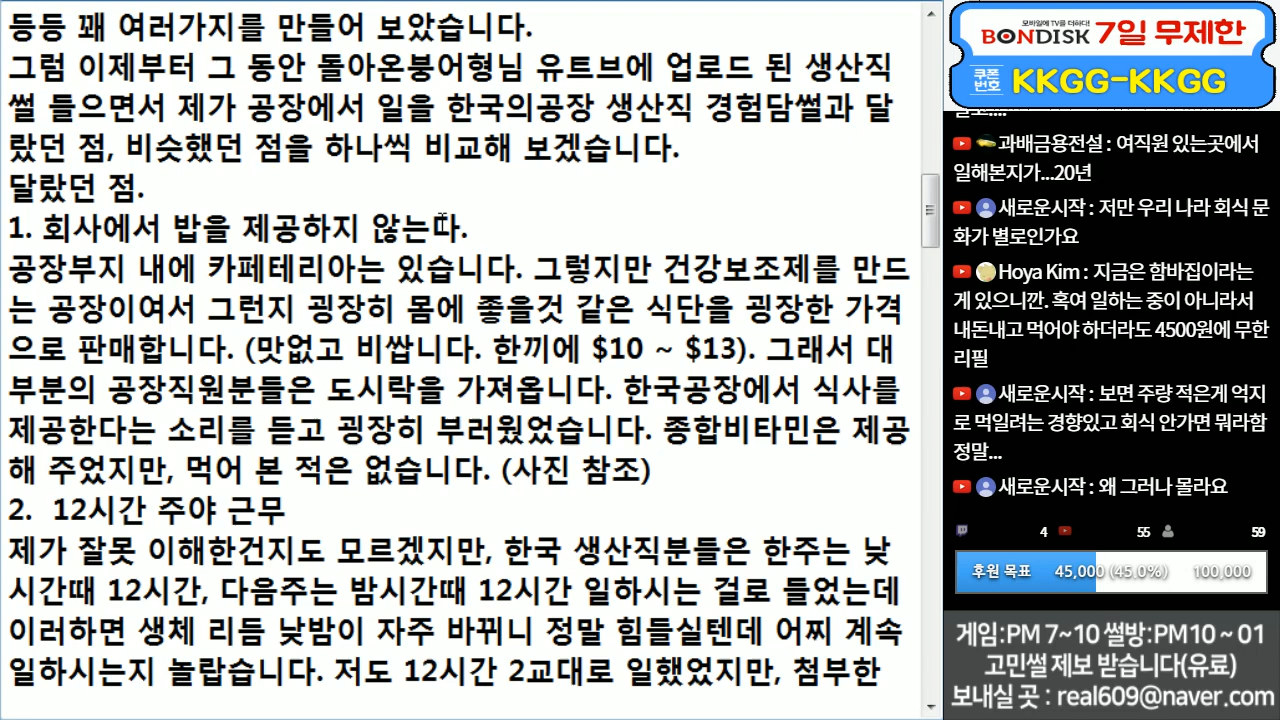 등등 꽤 여러가지를 만들어 보았습니다.
그럼 이제부터 그 동안 돌아온붕어형님 유트브에 업로드 된 생산직
썰 들으면서 제가 공장에서 일을 한국의공장 생산직 경험담썰과 달
랐던 점, 비슷했던 점을 하나씩 비교해 보겠습니다.
달랐던 점.
1. 회사에서 밥을 제공하지 않는다.
공장부지 내에 카페테리아는 있습니다. 그렇지만 건강보조제를 만드
는 공장이여서 그런지 굉장히 몸에 좋을것 같은 식단을 굉장한 가격
으로 판매합니다. (맛없고 비쌉니다. 한끼에 $10 ~ $13). 그래서 대
부분의 공장직원분들은 도시락을 가져옵니다. 한국공장에서 식사를
제공한다는 소리를 듣고 굉장히 부러웠었습니다. 종합비타민은 제공
해 주었지만, 먹어 본 적은 없습니다. (사진 참조)
2. 12시간 주야 근무
제가 잘못 이해한건지도 모르겠지만, 한국 생산직분들은 한주는 낮
시간때 12시간, 다음주는 밤시간때 12시간 일하시는 걸로 들었는데
이러하면 생체 리듬 낮밤이 자주 바뀌니 정말 힘들실텐데 어찌 계속
일하시는지 놀랍습니다. 저도 12시간 2교대로 일했었지만, 첨부한
모바일에 TV를 더하다!
BONDISK 7일 무제한
쿠폰번호 KKGG-KKGG
과배금용전설 : 여직원 있는곳에서
일해본지가...20년
새로운시작 : 저만 우리 나라 회식 문
화가 별로인가요
Hoya Kim : 지금은 함바집이라는
게 있으니깐. 혹여 일하는 중이 아니라서
내돈내고 먹어야 하더라도 4500원에 무한
리필
새로운시작 : 보면 주량 적은게 억지
로 먹일려는 경향있고 회식 안가면 뭐라함
정말...
새로운시작 : 왜 그러나 몰라요
4 55 59
후원 목표 45,000 (45.0%) 100,000
게임:PM 7~10 썰방:PM10 ~ 01
고민썰 제보 받습니다(유료)
보내실 곳 : real609@naver.com